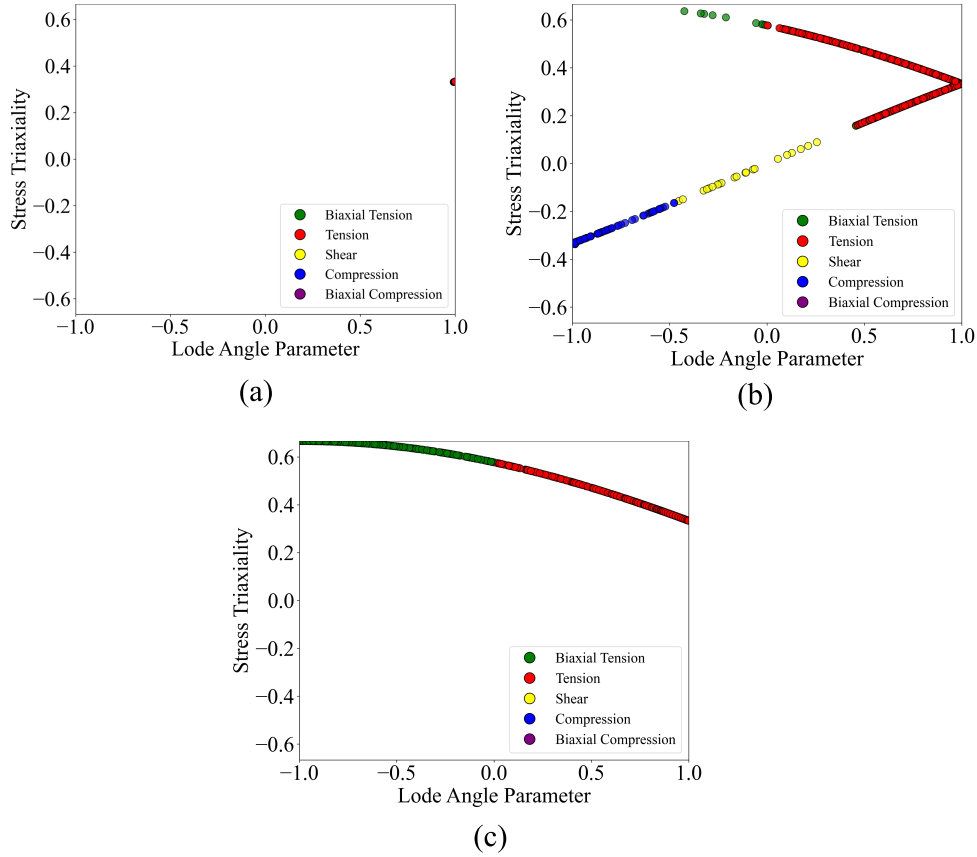 0.6
0.4
0.2
0.0
−0.2
−0.4
−0.6
Stress Triaxiality
Biaxial Tension
Tension
Shear
Compression
Biaxial Compression
−1.0 −0.5 0.0 0.5 1.0
Lode Angle Parameter
(a)
0.6
0.4
0.2
0.0
−0.2
−0.4
−0.6
Stress Triaxiality
Biaxial Tension
Tension
Shear
Compression
Biaxial Compression
−1.0 −0.5 0.0 0.5 1.0
Lode Angle Parameter
(b)
0.6
0.4
0.2
0.0
−0.2
−0.4
−0.6
Stress Triaxiality
Biaxial Tension
Tension
Shear
Compression
Biaxial Compression
−1.0 −0.5 0.0 0.5 1.0
Lode Angle Parameter
(c)